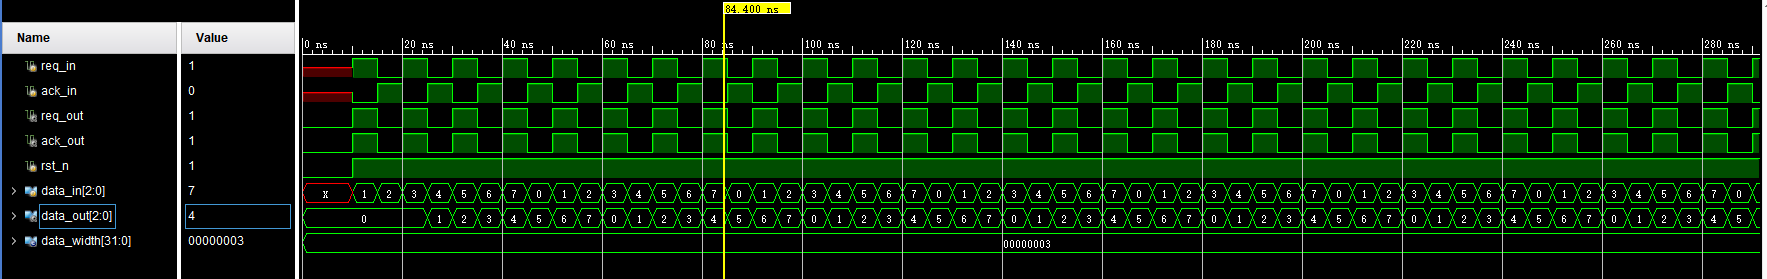 84.400 ns
Name Value
0 ns 20 ns 40 ns 60 ns 80 ns 100 ns 120 ns 140 ns 160 ns 180 ns 200 ns 220 ns 240 ns 260 ns 280 ns
req_in 1
ack_in 0
req_out 1
ack_out 1
rst_n 1
data_in[2:0] 7 X 1 2 3 4 5 6 7 0 1 2 3 4 5 6 7 0 1 2 3 4 5 6 7 0 1 2 3 4 5 6 7 0 1 2 3 4 5 6 7 0 1 2 3 4 5 6 7 0 1 2 3 4 5 6 7 0
data_out[2:0] 4 0 1 2 3 4 5 6 7 0 1 2 3 4 5 6 7 0 1 2 3 4 5 6 7 0 1 2 3 4 5 6 7 0 1 2 3 4 5 6 7 0 1 2 3 4 5 6 7 0 1 2 3 4 5
data_width[31:0] 00000003 00000003